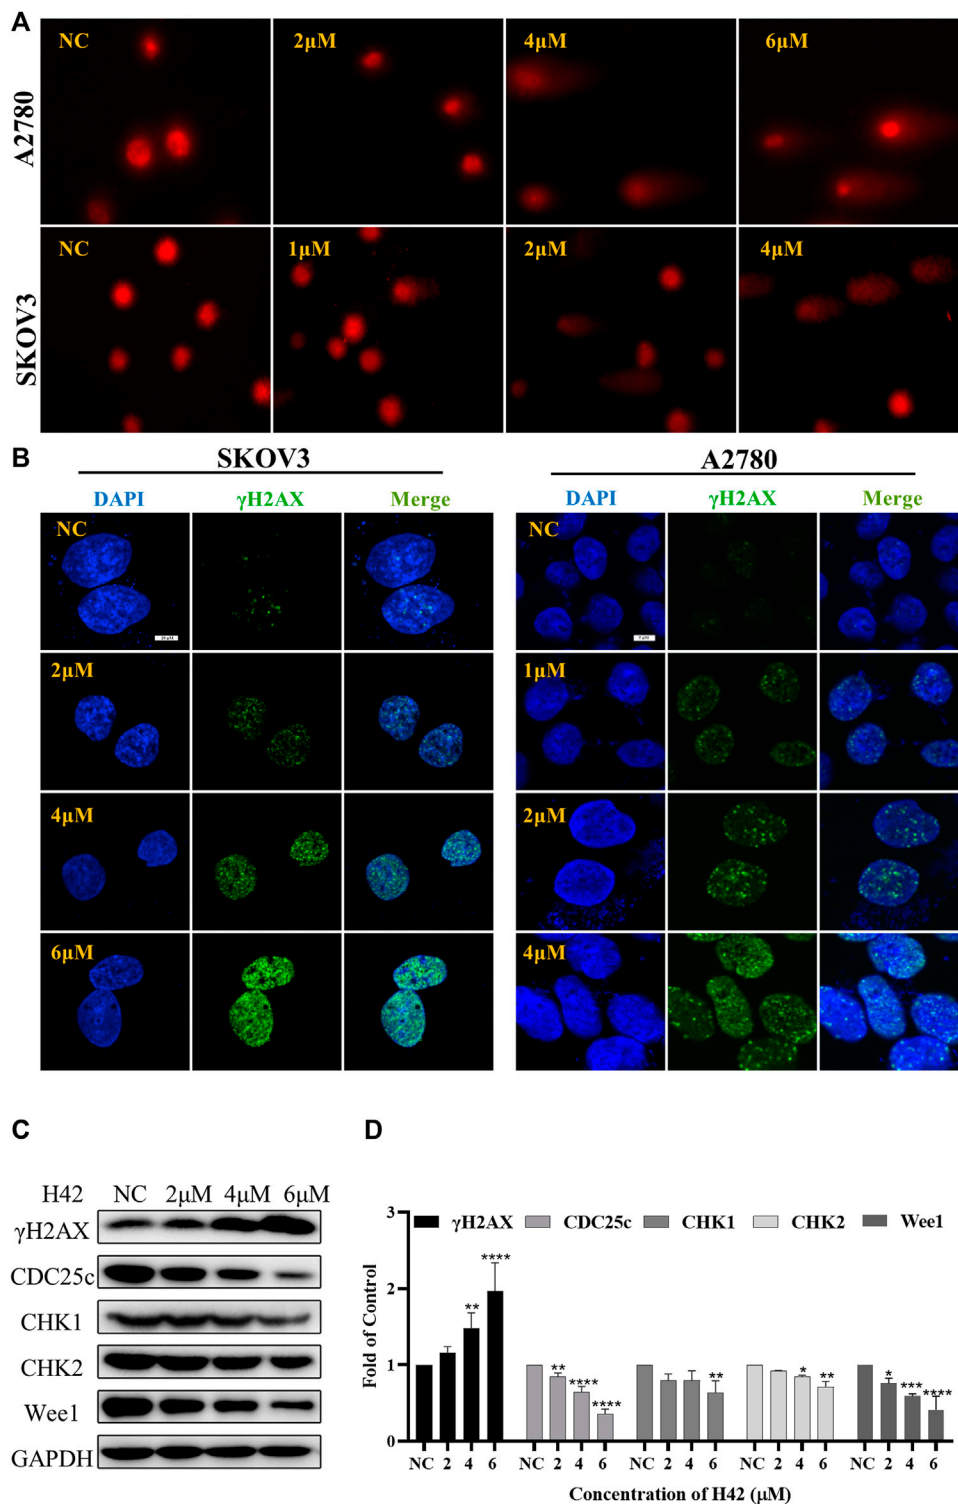 A
A2780
NC
2μM
4μM
6μM
SKOV3
NC
1μM
2μM
4μM
B
SKOV3
A2780
DAPI
γH2AX
Merge
DAPI
γH2AX
Merge
NC
NC
2μM
1μM
4μM
2μM
6μM
4μM
C
D
H42 NC 2μM 4μM 6μM
γH2AX
CDC25c
CHK1
CHK2
Wee1
GAPDH
γH2AX CDC25c CHK1 CHK2 Wee1
Fold of Control
3
2
1
0
** ****
** **** ****
**
* **
* *** ****
NC 2 4 6 NC 2 4 6 NC 2 4 6 NC 2 4 6 NC 2 4 6
Concentration of H42 (μM)